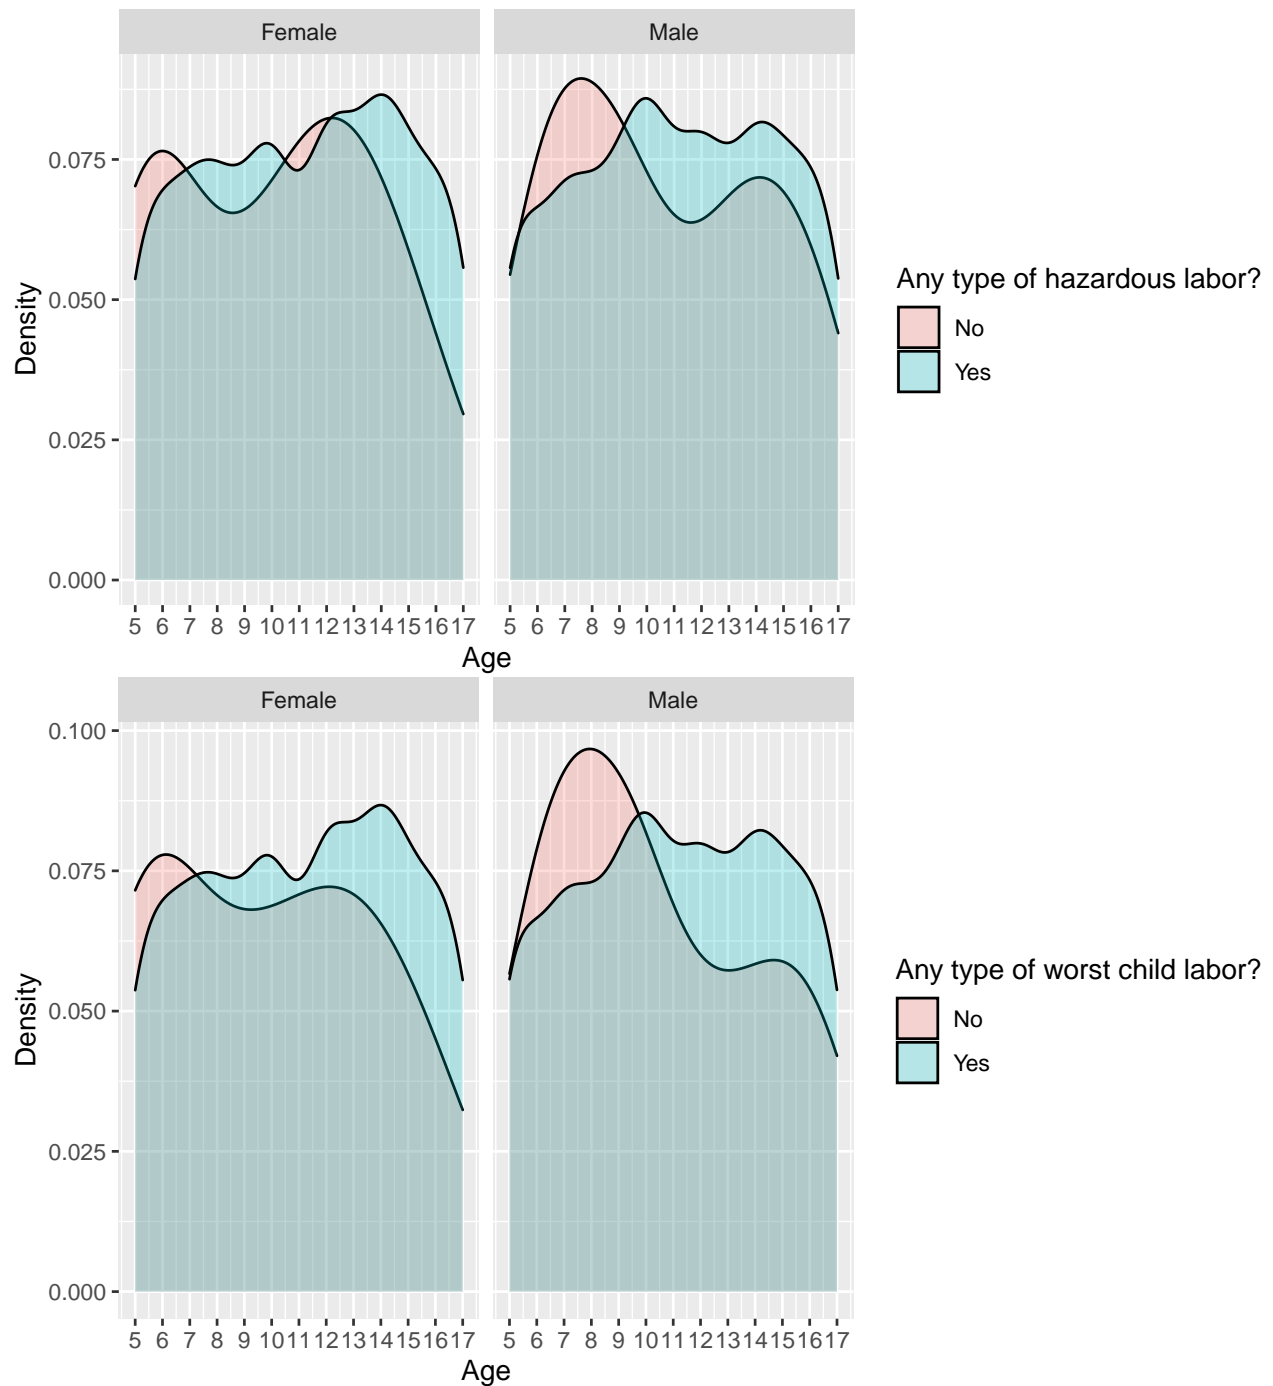 Female Male
Density
0.075
0.050
0.025
0.000
5 6 7 8 9 10 11 12 13 14 15 16 17 5 6 7 8 9 10 11 12 13 14 15 16 17
Age
Any type of hazardous labor?
No
Yes
Female Male
Density
0.100
0.075
0.050
0.025
0.000
5 6 7 8 9 10 11 12 13 14 15 16 17 5 6 7 8 9 10 11 12 13 14 15 16 17
Age
Any type of worst child labor?
No
Yes